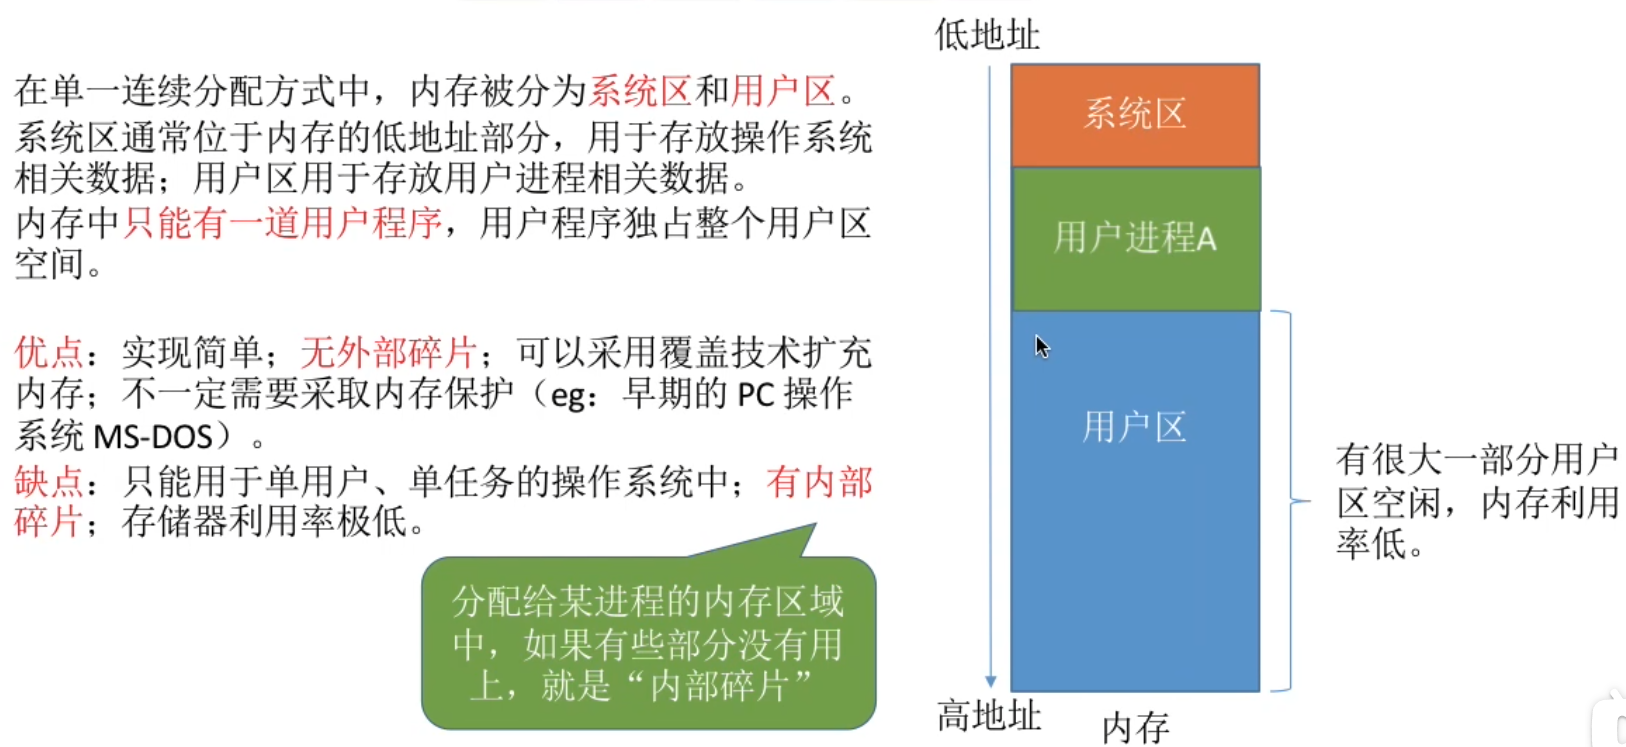 在单一连续分配方式中，内存被分为系统区和用户区。
系统区通常位于内存的低地址部分，用于存放操作系统
相关数据；用户区用于存放用户进程相关数据。
内存中只能有一道用户程序，用户程序独占整个用户区
空间。
优点：实现简单；无外部碎片；可以采用覆盖技术扩充
内存；不一定需要采取内存保护（eg：早期的 PC 操作
系统 MS-DOS）。
缺点：只能用于单用户、单任务的操作系统中；有内部
碎片；存储器利用率极低。
分配给某进程的内存区域
中，如果有些部分没有用
上，就是“内部碎片”
低地址
系统区
用户进程A
用户区
高地址
内存
有很大一部分用户
区空闲，内存利用
率低。